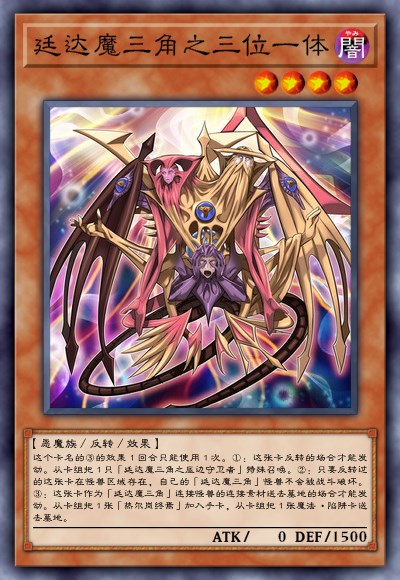 廷达魔三角之三位一体
やみ
闇
【恶魔族/反转/效果】
这个卡名的③的效果1回合只能使用1次。①：这张卡反转的场合才能发
动。从卡组把1只「廷达魔三角之底边守卫者」特殊召唤。②：只要反转过
的这张卡在怪兽区域存在，自己的「廷达魔三角」怪兽不会被战斗破坏。
③：这张卡作为「廷达魔三角」连接怪兽的连接素材送去墓地的场合才能发
动。从卡组把1张「热尔岗终素」加入手卡，从卡组把1张魔法·陷阱卡送
去墓地。
ATK/ 0 DEF/1500